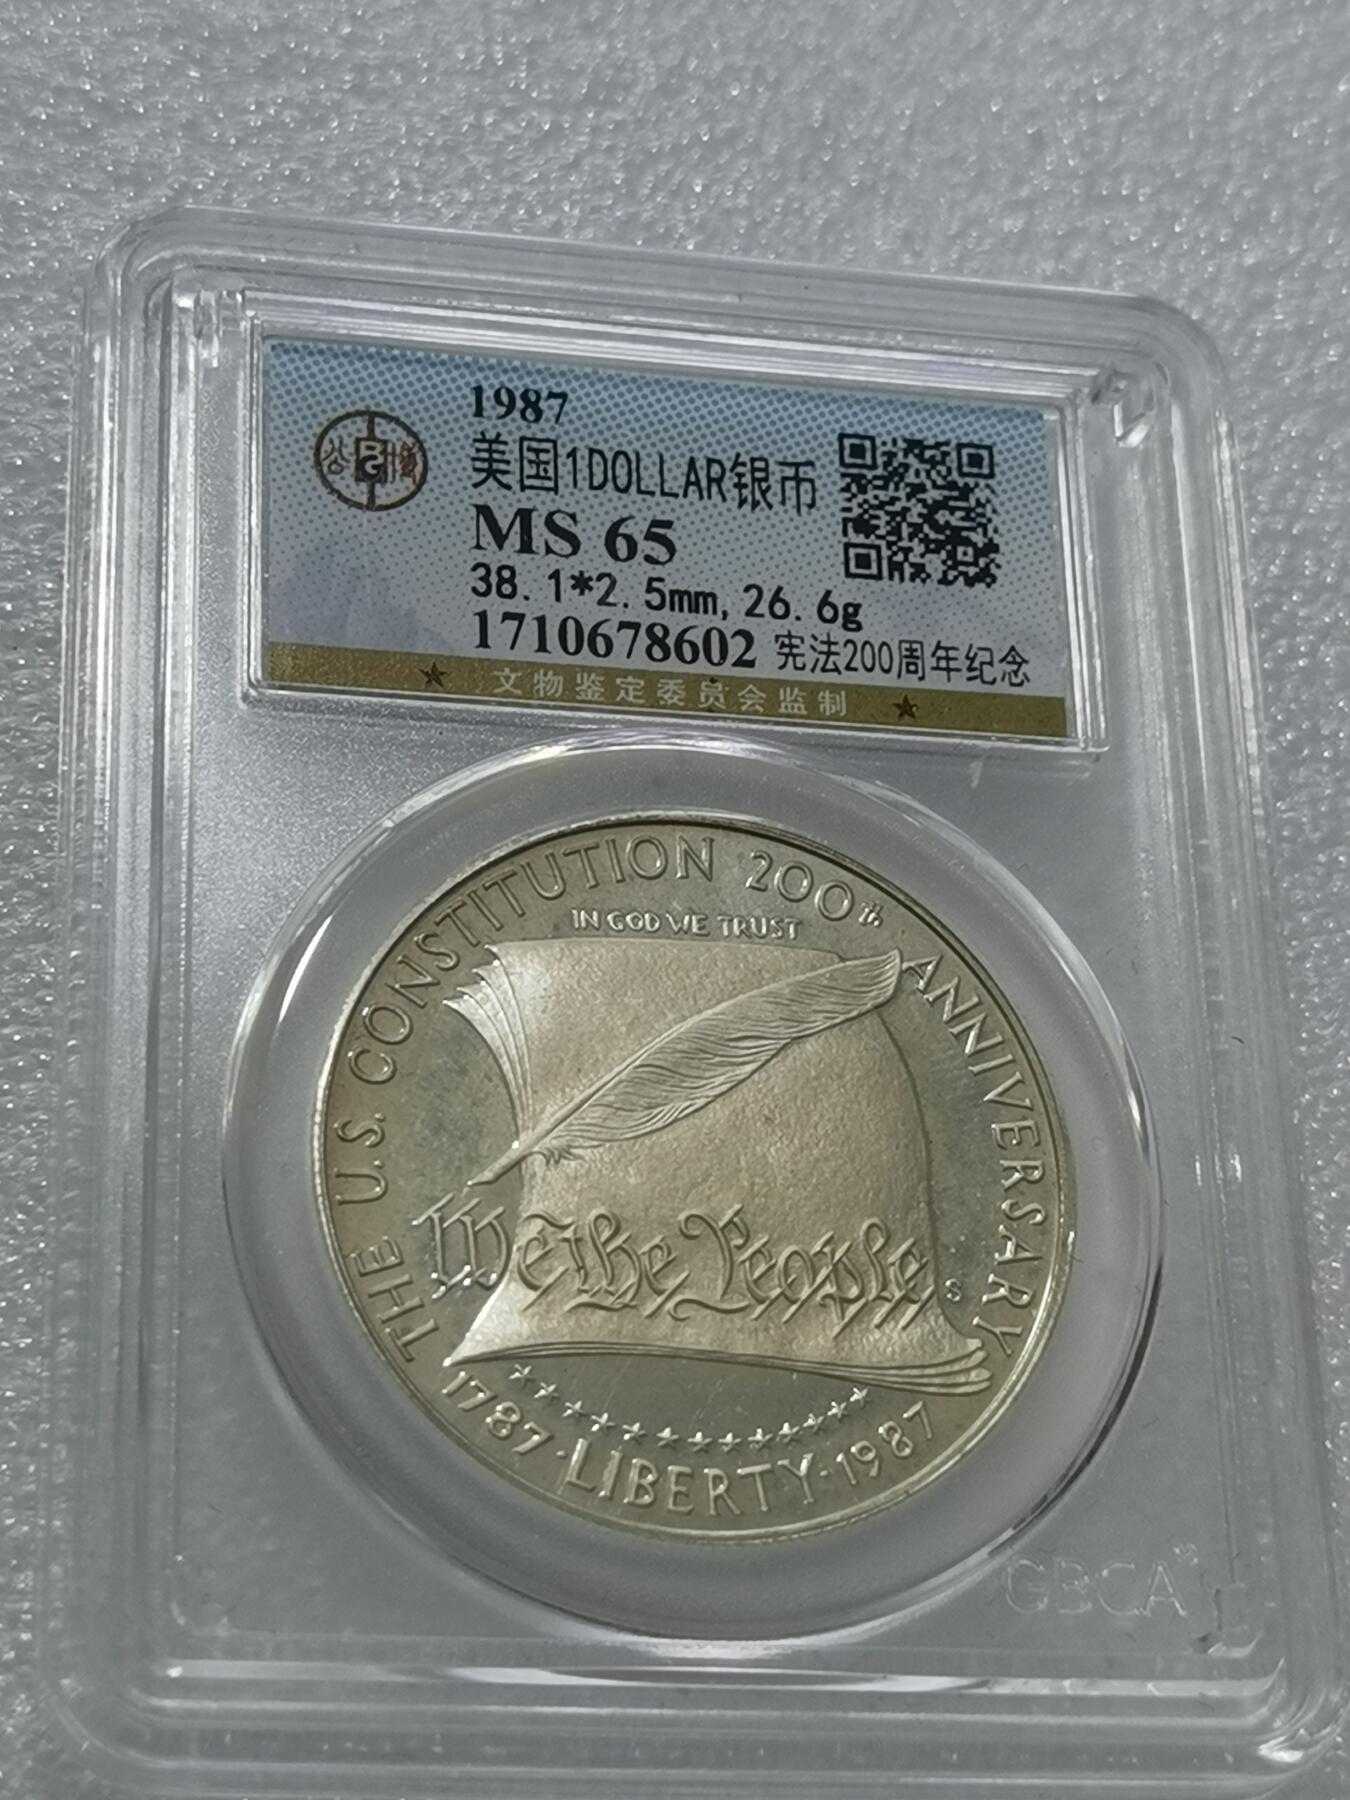 1987
美国1DOLLAR银币
MS 65
38.1*2.5mm,26.6g
1710678602 宪法200周年纪念
★ 文物鉴定委员会监制 ★
THE U.S. CONSTITUTION 200th ANNIVERSARY
IN GOD WE TRUST
We the People
S
1787·LIBERTY·1987
GBCA